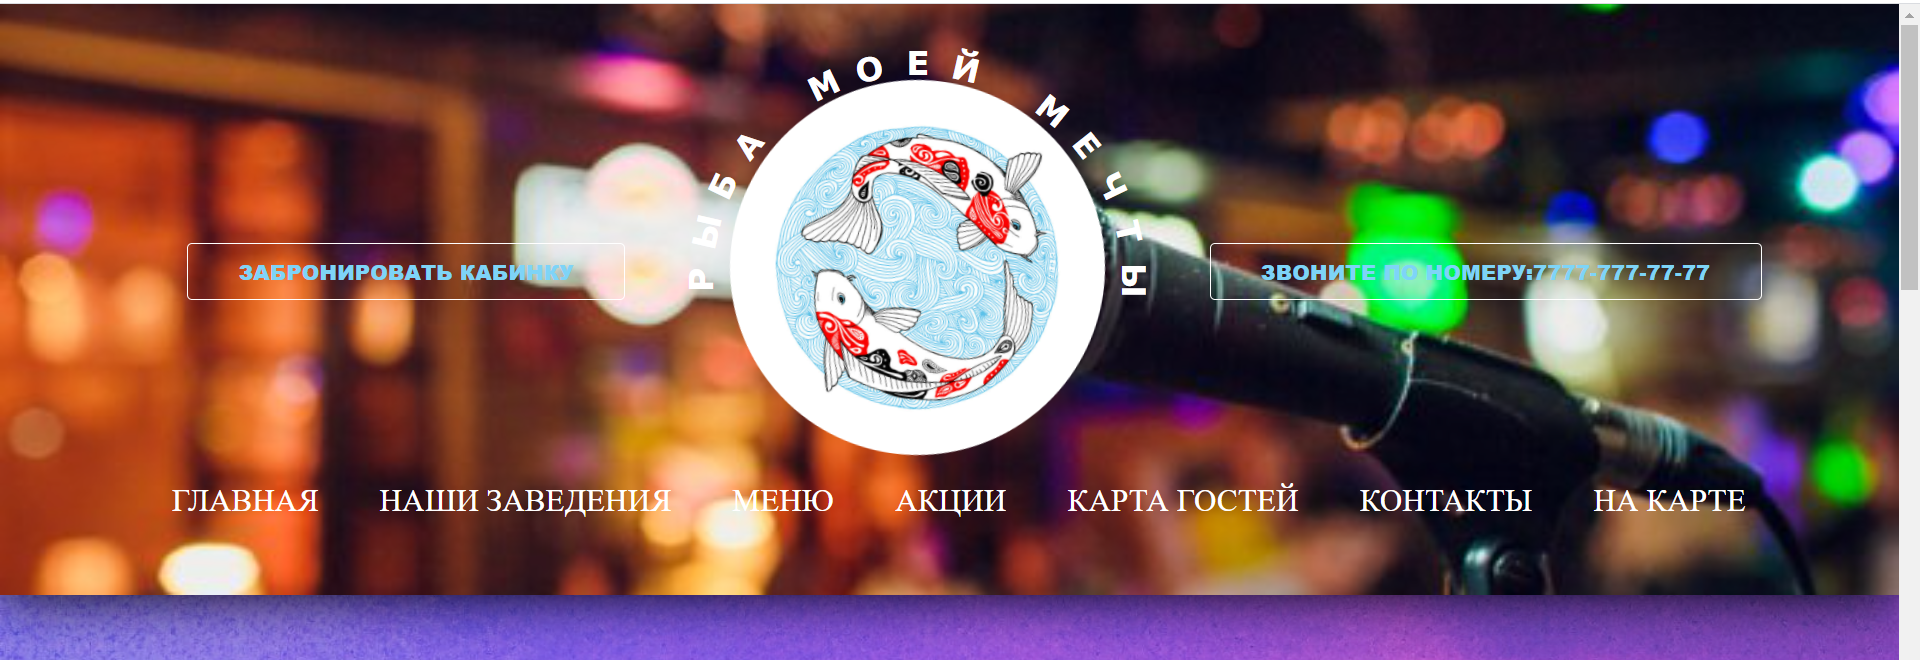 РЫБА МОЕЙ МЕЧТЫ
ЗАБРОНИРОВАТЬ КАБИНКУ
ЗВОНИТЕ ПО НОМЕРУ:7777-777-77-77
ГЛАВНАЯ НАШИ ЗАВЕДЕНИЯ МЕНЮ АКЦИИ КАРТА ГОСТЕЙ КОНТАКТЫ НА КАРТЕ